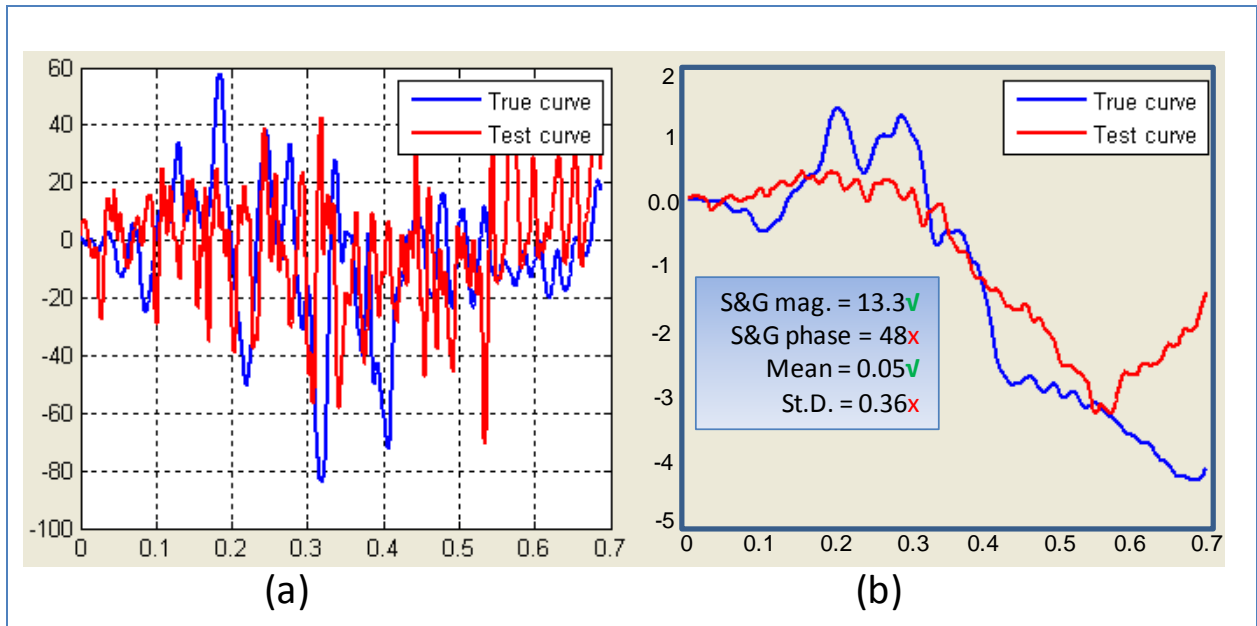 60
40
20
0
-20
-40
-60
-80
-100
0 0.1 0.2 0.3 0.4 0.5 0.6 0.7
True curve
Test curve
(a)
2
1
0.0
-1
-2
-3
-4
-5
0 0.1 0.2 0.3 0.4 0.5 0.6 0.7
True curve
Test curve
S&G mag. = 13.3√
S&G phase = 48x
Mean = 0.05√
St.D. = 0.36x
(b)